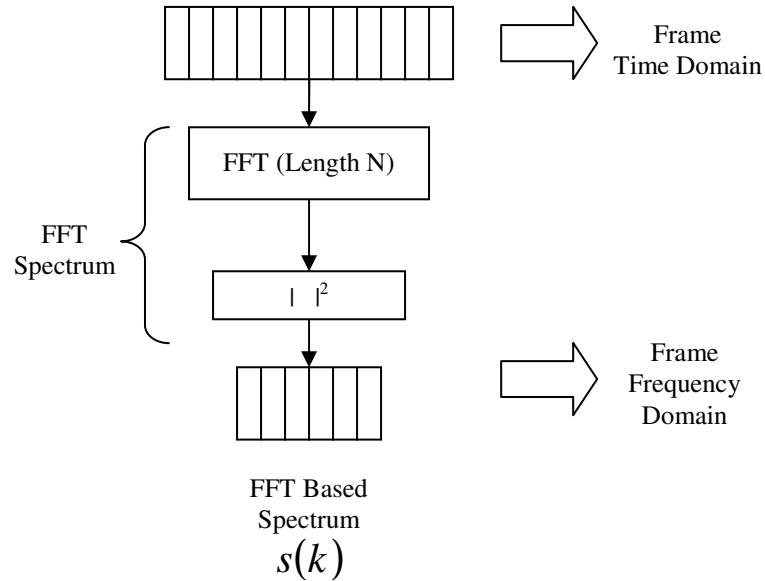 Frame
Time Domain
FFT (Length N)
FFT
Spectrum
| |²
Frame
Frequency
Domain
FFT Based
Spectrum
s(k)